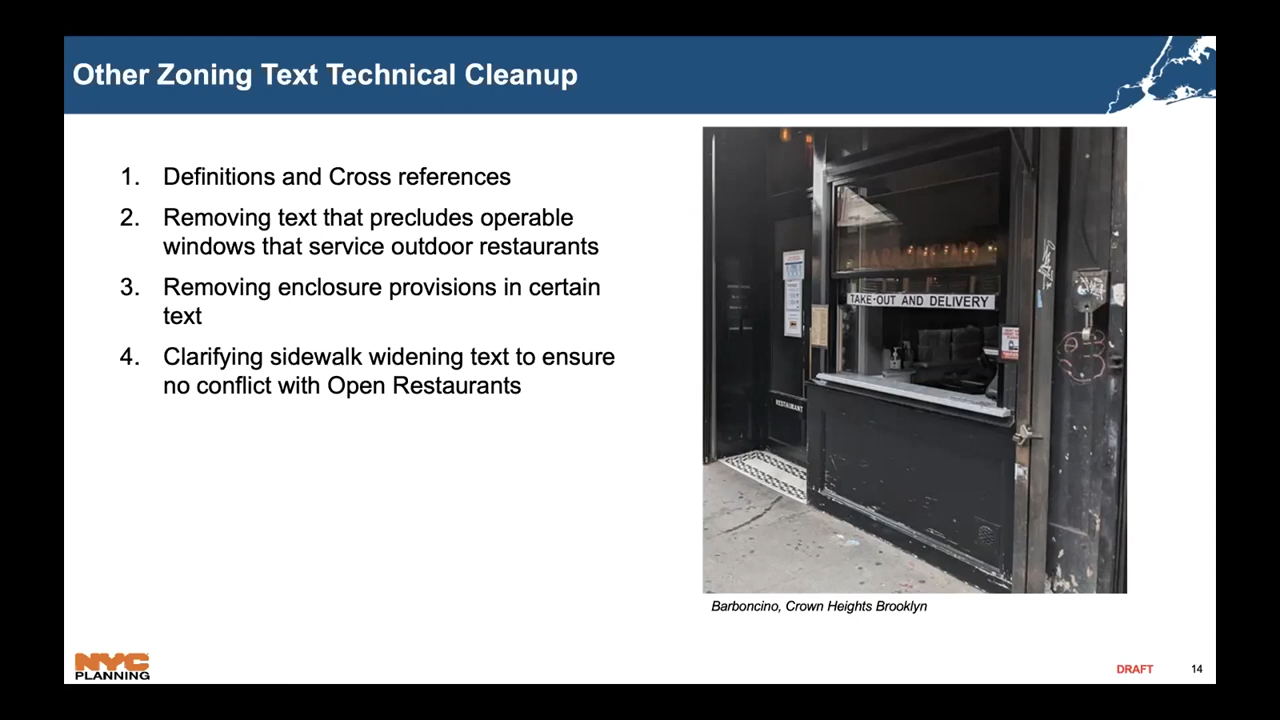 Other Zoning Text Technical Cleanup
1. Definitions and Cross references
2. Removing text that precludes operable
windows that service outdoor restaurants
3. Removing enclosure provisions in certain
text
4. Clarifying sidewalk widening text to ensure
no conflict with Open Restaurants
TAKE-OUT AND DELIVERY
RESTAURANT
Barboncino, Crown Heights Brooklyn
NYC
PLANNING
DRAFT
14